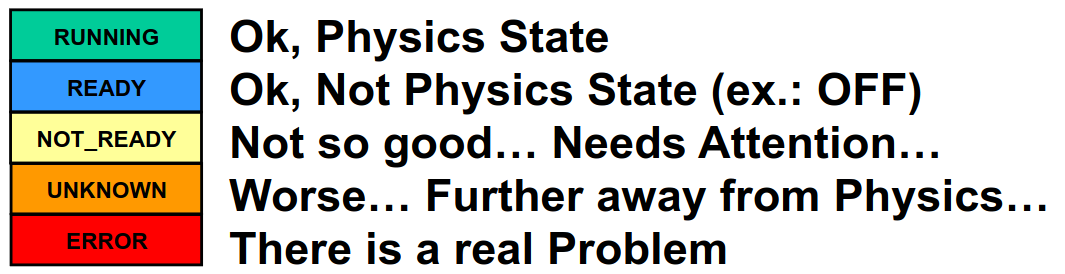 RUNNING Ok, Physics State
READY Ok, Not Physics State (ex.: OFF)
NOT_READY Not so good… Needs Attention…
UNKNOWN Worse… Further away from Physics…
ERROR There is a real Problem